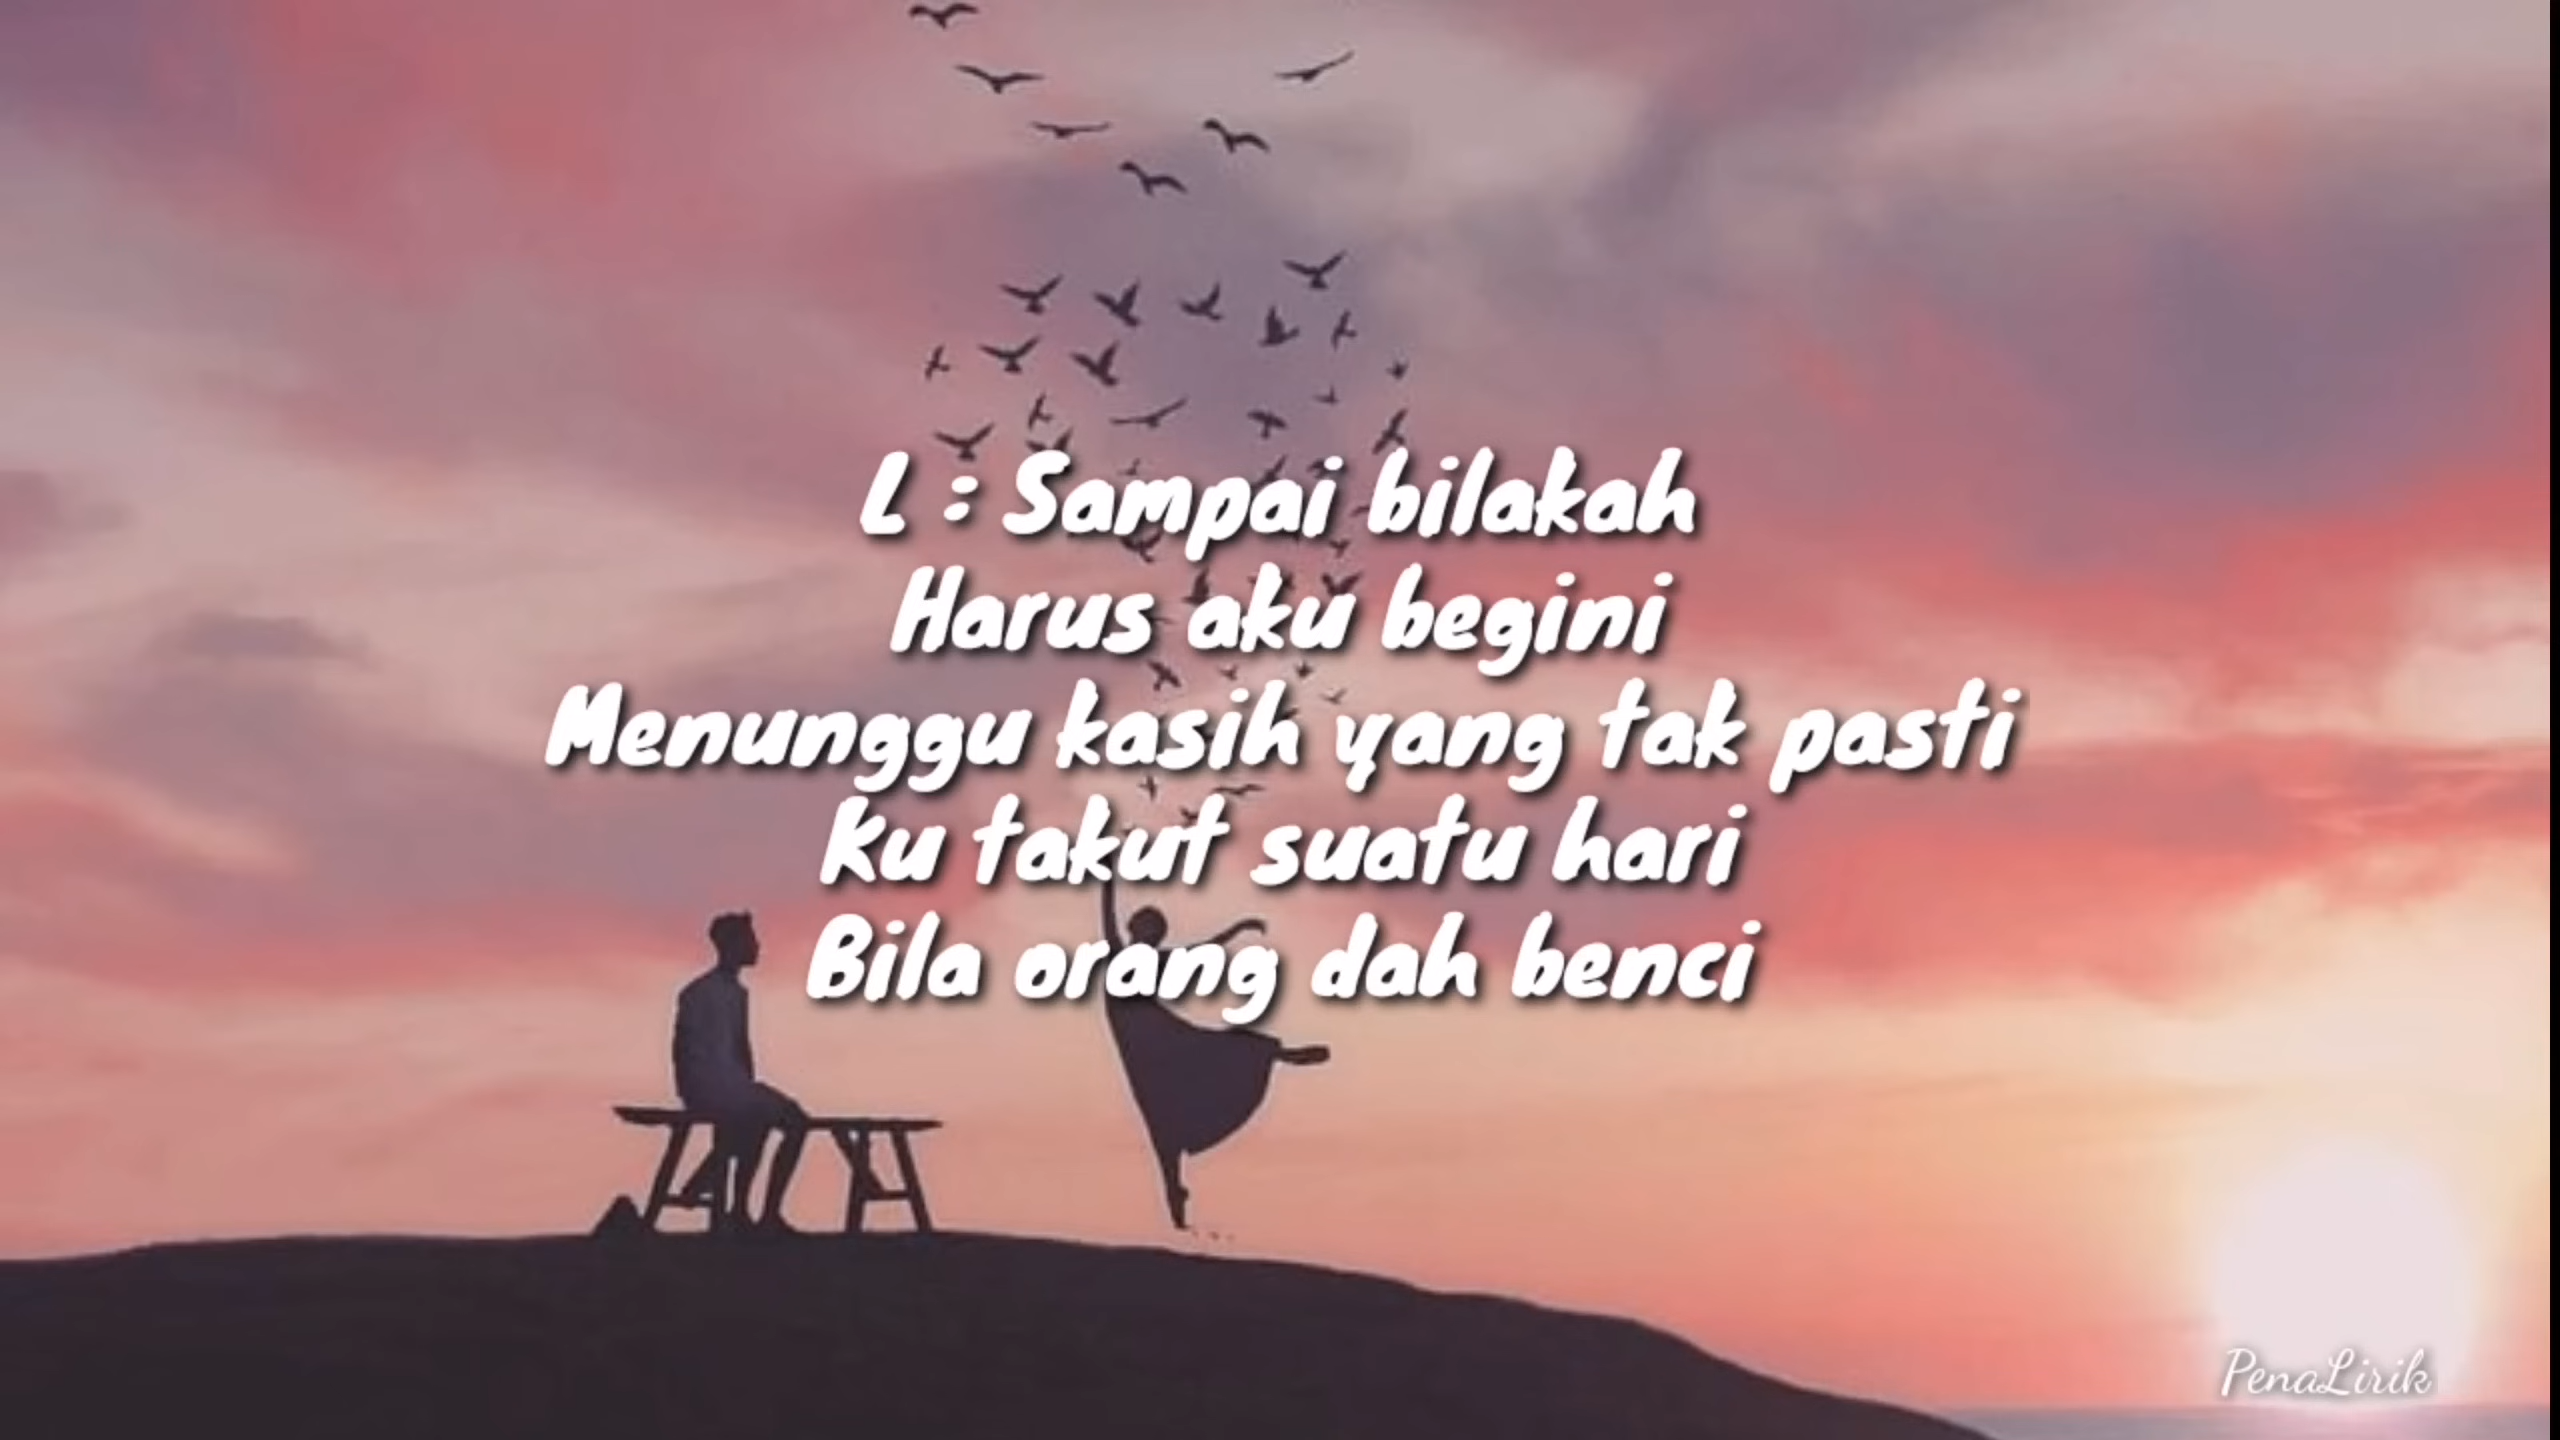 L : Sampai bilakah
Harus aku begini
Menunggu kasih yang tak pasti
Ku takut suatu hari
Bila orang dah benci
PenaLirik